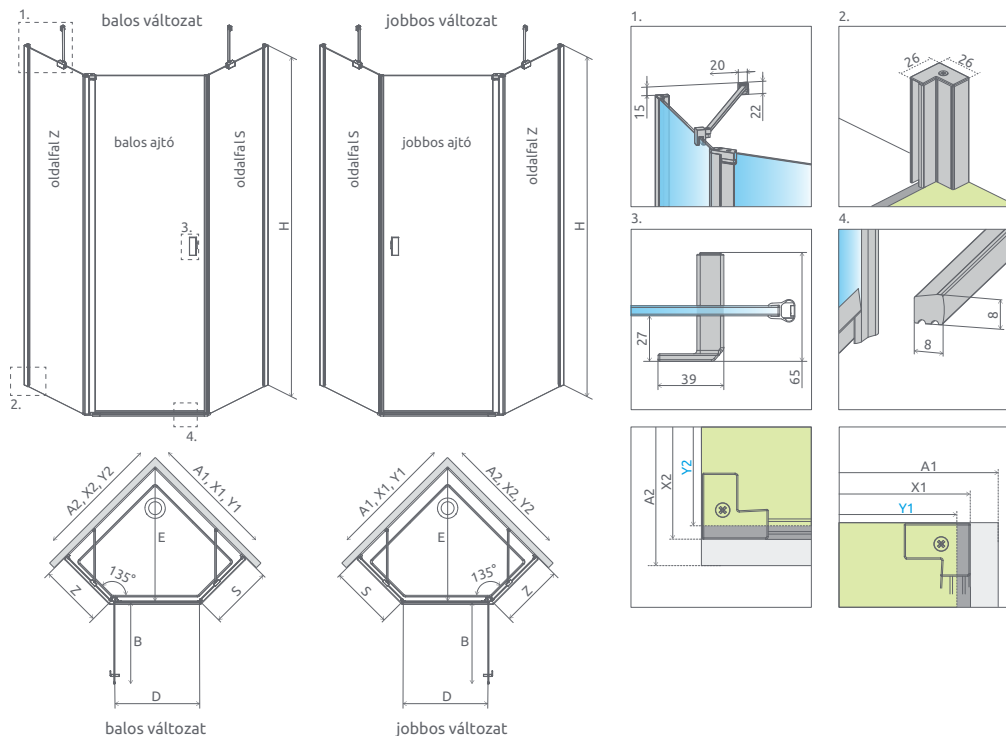 1.
balos változat
jobbos változat
oldalfal Z
balos ajtó
oldalfal S
H
3.
2.
4.
oldalfal S
jobbos ajtó
oldalfal Z
H
1.
20
15
22
2.
26
26
3.
27
39
65
4.
8
8
A2, X2, Y2
A1, X1, Y1
E
135°
Z
S
B
D
balos változat
A1, X1, Y1
A2, X2, Y2
E
135°
S
Z
B
D
jobbos változat
A2
X2
Y2
A1
X1
Y1